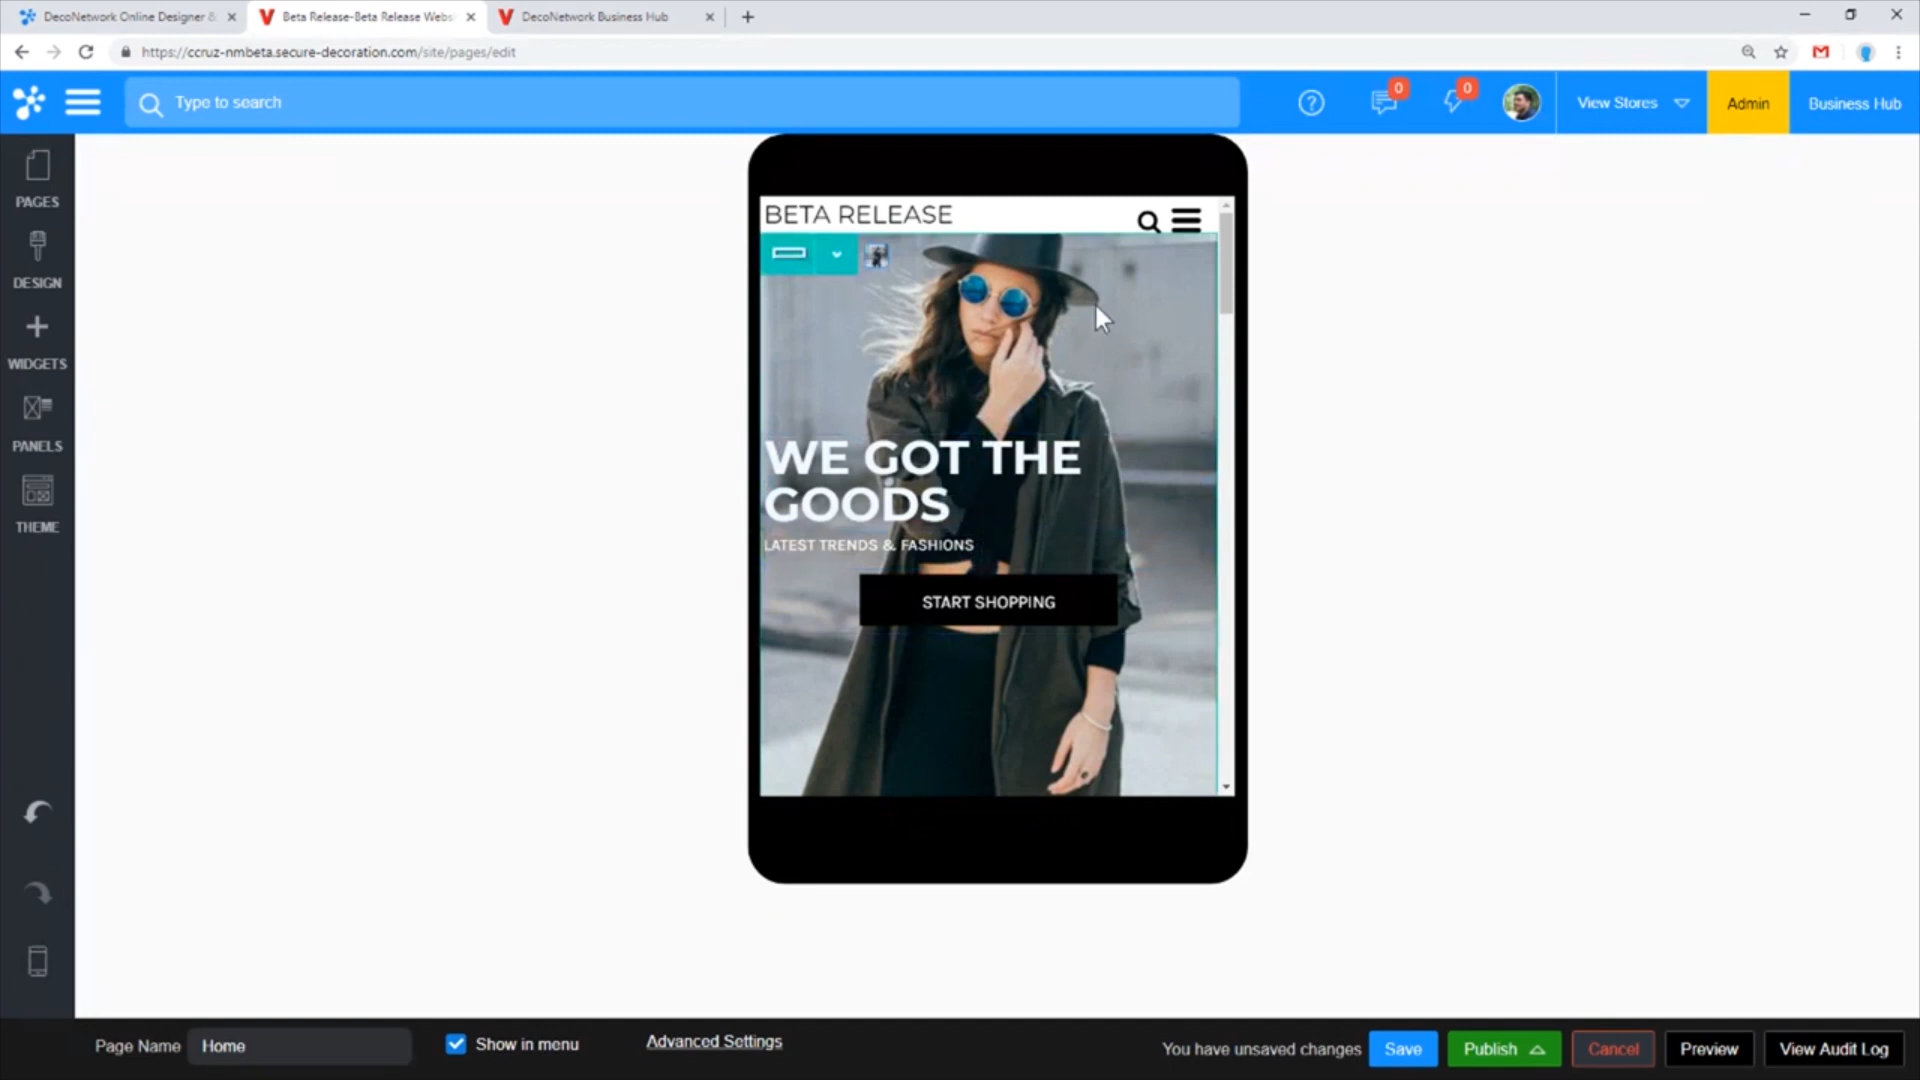 DecoNetwork Online Designer &
Beta Release-Beta Release Webs
DecoNetwork Business Hub
https://ccruz-nmbeta.secure-decoration.com/site/pages/edit
Type to search
0
0
View Stores
Admin
Business Hub
PAGES
DESIGN
WIDGETS
PANELS
THEME
BETA RELEASE
WE GOT THE
GOODS
LATEST TRENDS & FASHIONS
START SHOPPING
Page Name
Home
Show in menu
Advanced Settings
You have unsaved changes
Save
Publish
Cancel
Preview
View Audit Log